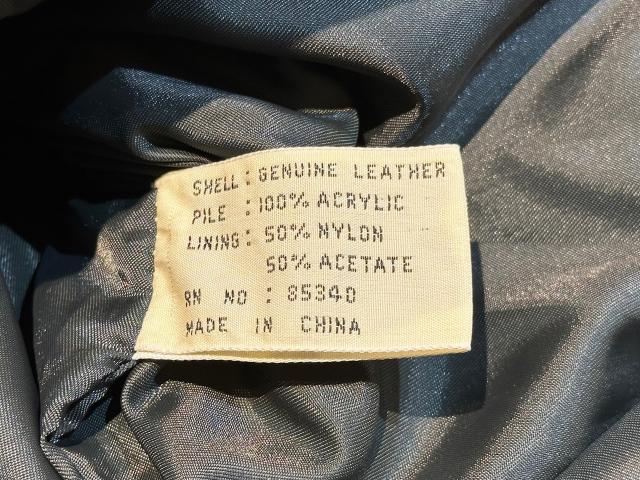 SHELL: GENUINE LEATHER
PILE : 100% ACRYLIC
LINING: 50% NYLON
50% ACETATE
RN NO : 85340
MADE IN CHINA